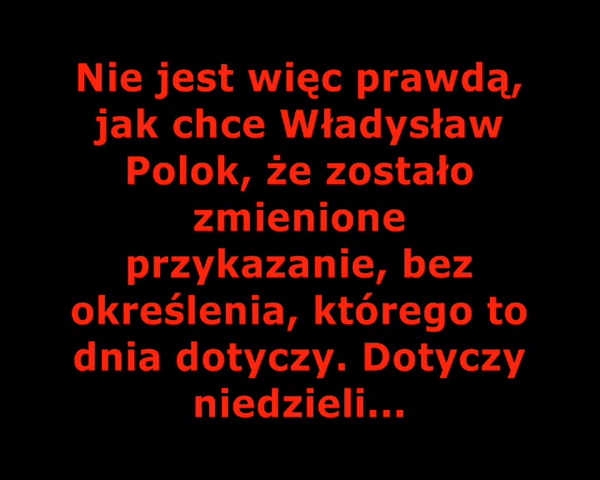 Nie jest więc prawdą,
jak chce Władysław
Polok, że zostało
zmienione
przykazanie, bez
określenia, którego to
dnia dotyczy. Dotyczy
niedzieli...